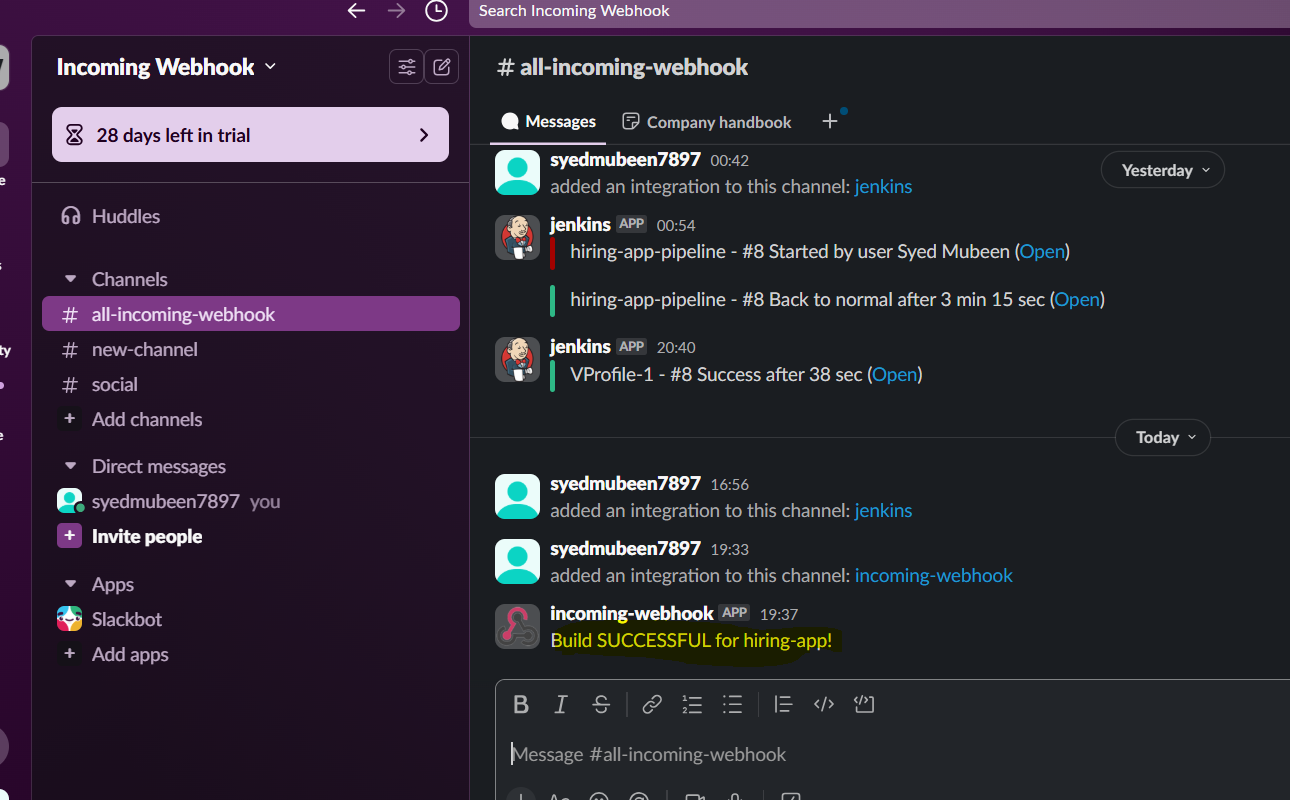 Search Incoming Webhook
Incoming Webhook
28 days left in trial
Huddles
Channels
# all-incoming-webhook
# new-channel
# social
+ Add channels
Direct messages
syedmubeen7897 you
+ Invite people
Apps
Slackbot
+ Add apps
# all-incoming-webhook
Messages Company handbook +
syedmubeen7897 00:42
added an integration to this channel: jenkins
Yesterday
jenkins APP 00:54
hiring-app-pipeline - #8 Started by user Syed Mubeen (Open)
hiring-app-pipeline - #8 Back to normal after 3 min 15 sec (Open)
jenkins APP 20:40
VProfile-1 - #8 Success after 38 sec (Open)
Today
syedmubeen7897 16:56
added an integration to this channel: jenkins
syedmubeen7897 19:33
added an integration to this channel: incoming-webhook
incoming-webhook APP 19:37
Build SUCCESSFUL for hiring-app!
B I S
Message #all-incoming-webhook